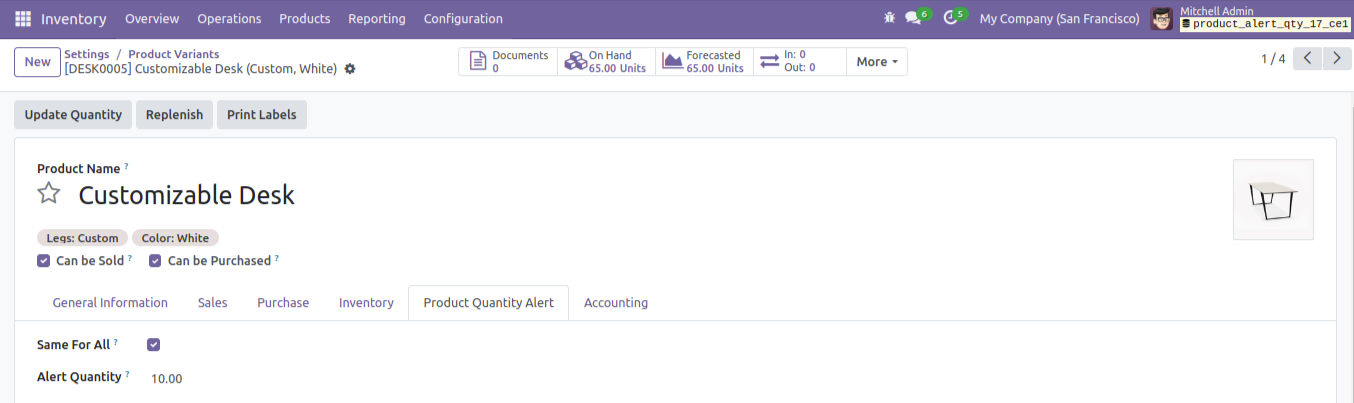 Inventory Overview Operations Products Reporting Configuration 6 5 My Company (San Francisco) Mitchell Admin
product_alert_qty_17_ce1
New Settings / Product Variants
[DESK0005] Customizable Desk (Custom, White)
Documents
0
On Hand
65.00 Units
Forecasted
65.00 Units
In: 0
Out: 0
More
1 / 4
Update Quantity Replenish Print Labels
Product Name ?
Customizable Desk
Legs: Custom Color: White
Can be Sold ? Can be Purchased ?
General Information Sales Purchase Inventory Product Quantity Alert Accounting
Same For All ?
Alert Quantity ? 10.00